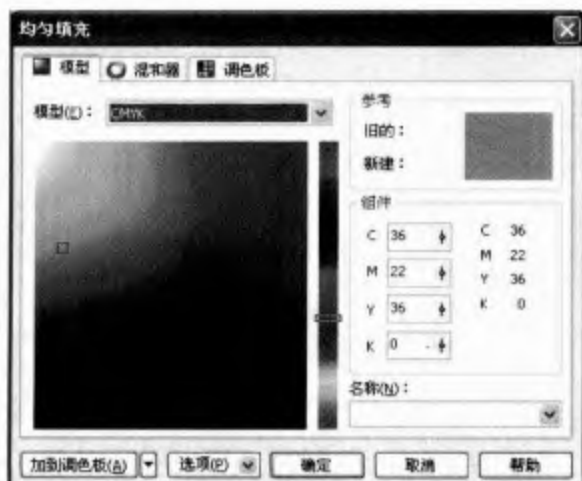 均匀填充
模型 混和器 调色板
模型(E)： CMYK
参考
旧的：
新建：
组件
C 36 C 36
M 22 M 22
Y 36 Y 36
K 0 K 0
名称(N)：
加到调色板(A) 选项(P) 确定 取消 帮助